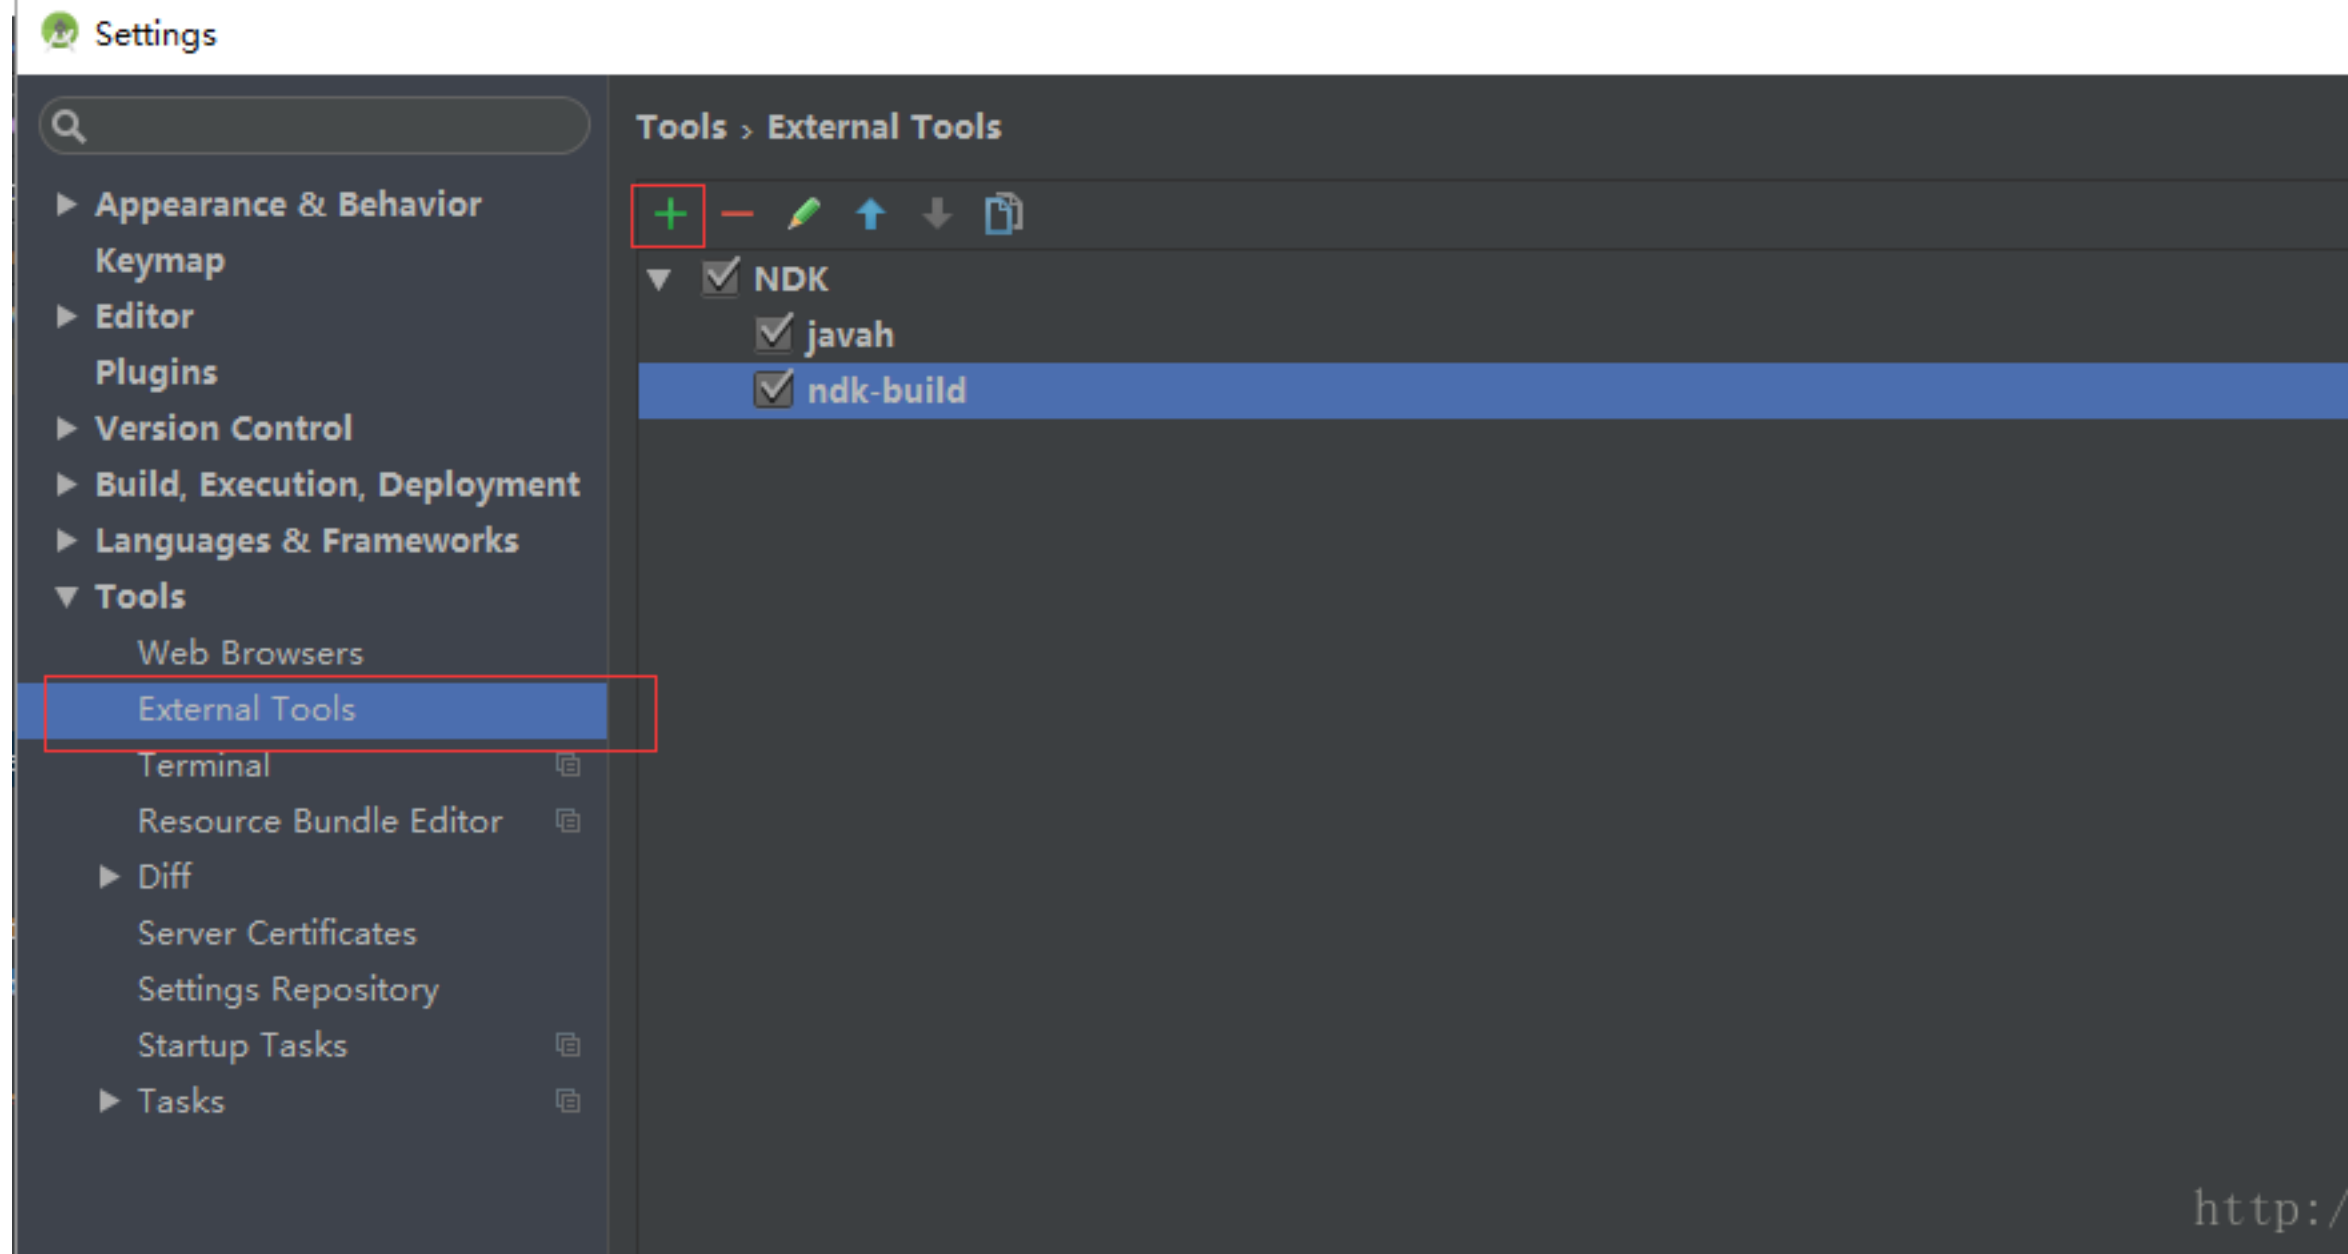 Settings
Appearance & Behavior
Keymap
Editor
Plugins
Version Control
Build, Execution, Deployment
Languages & Frameworks
Tools
Web Browsers
External Tools
Terminal
Resource Bundle Editor
Diff
Server Certificates
Settings Repository
Startup Tasks
Tasks
Tools › External Tools
NDK
javah
ndk-build
http:/